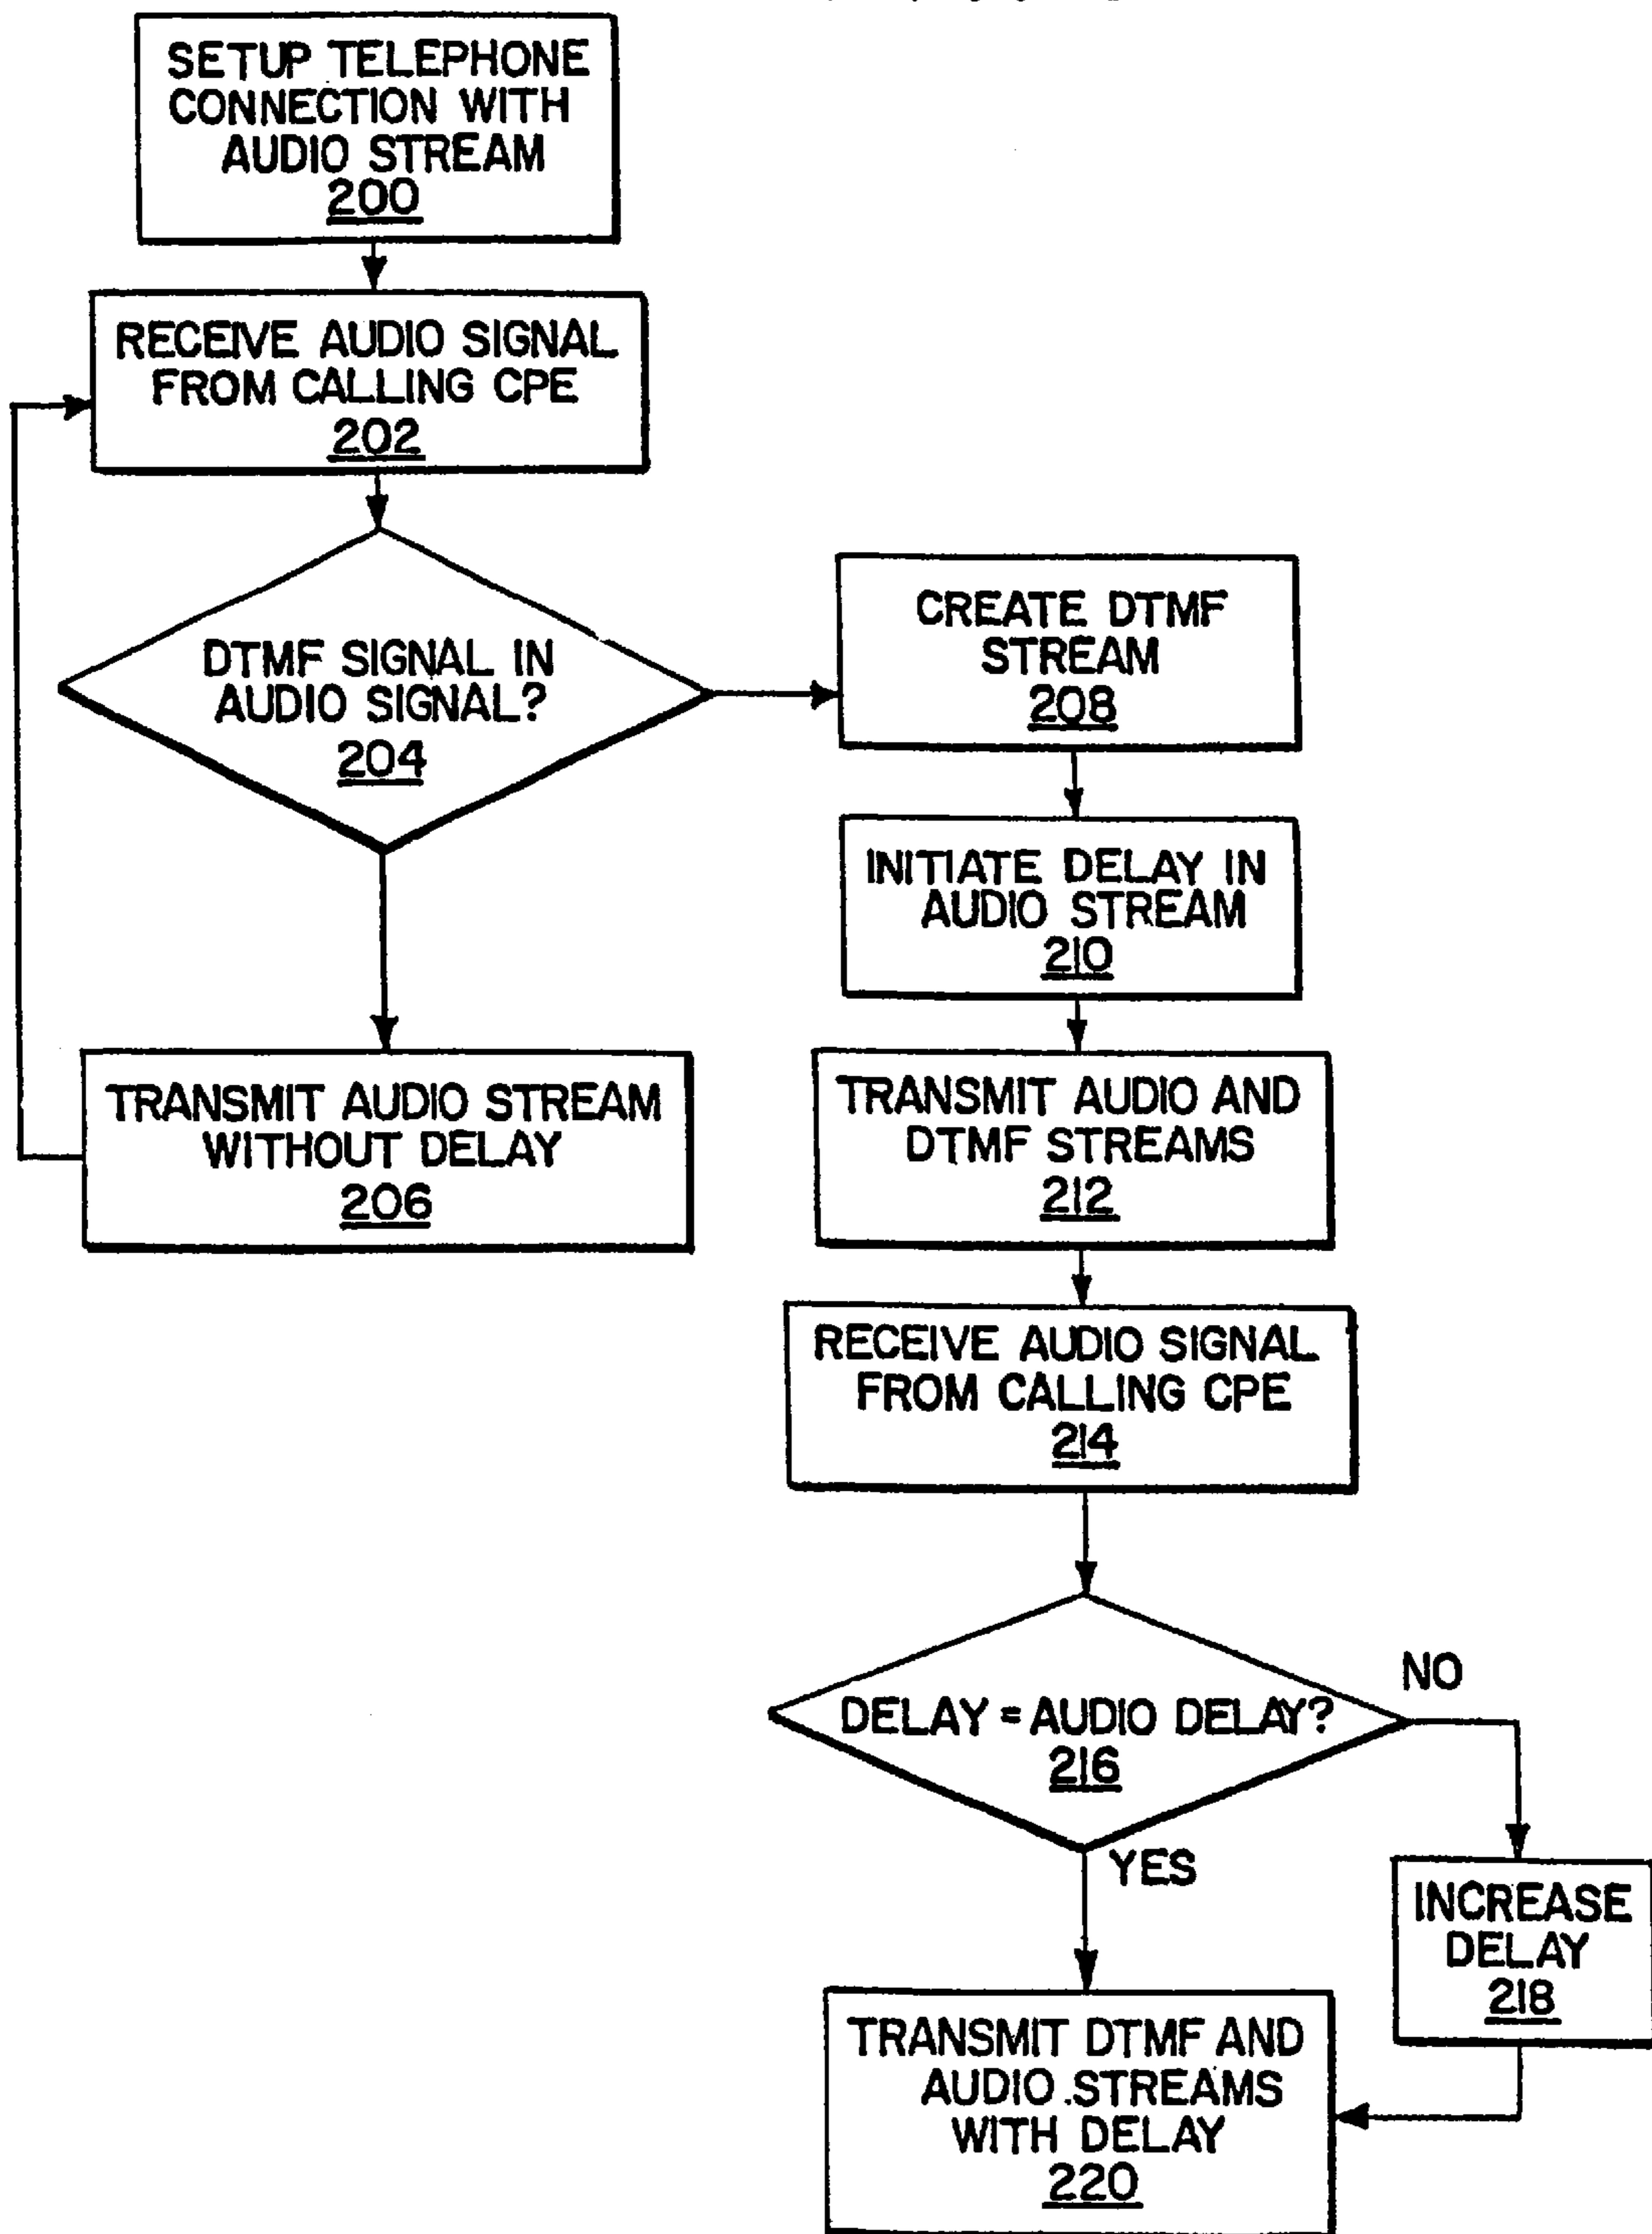 SETUP TELEPHONE
CONNECTION WITH
AUDIO STREAM
200
RECEIVE AUDIO SIGNAL
FROM CALLING CPE
202
DTMF SIGNAL IN
AUDIO SIGNAL?
204
TRANSMIT AUDIO STREAM
WITHOUT DELAY
206
CREATE DTMF
STREAM
208
INITIATE DELAY IN
AUDIO STREAM
210
TRANSMIT AUDIO AND
DTMF STREAMS
212
RECEIVE AUDIO SIGNAL
FROM CALLING CPE
214
DELAY = AUDIO DELAY?
216
NO
YES
INCREASE
DELAY
218
TRANSMIT DTMF AND
AUDIO STREAMS
WITH DELAY
220